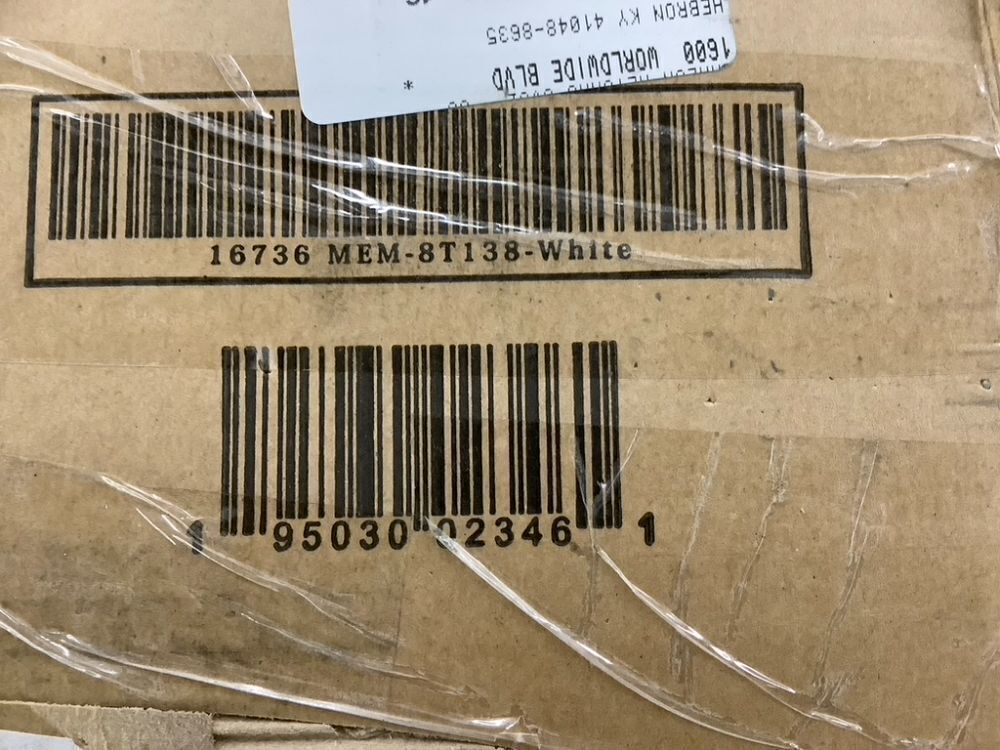 HEBRON KY 41048-8635
1600 WORLDWIDE BLVD
*
16736 MEM-8T138-White
1 95030 02346 1